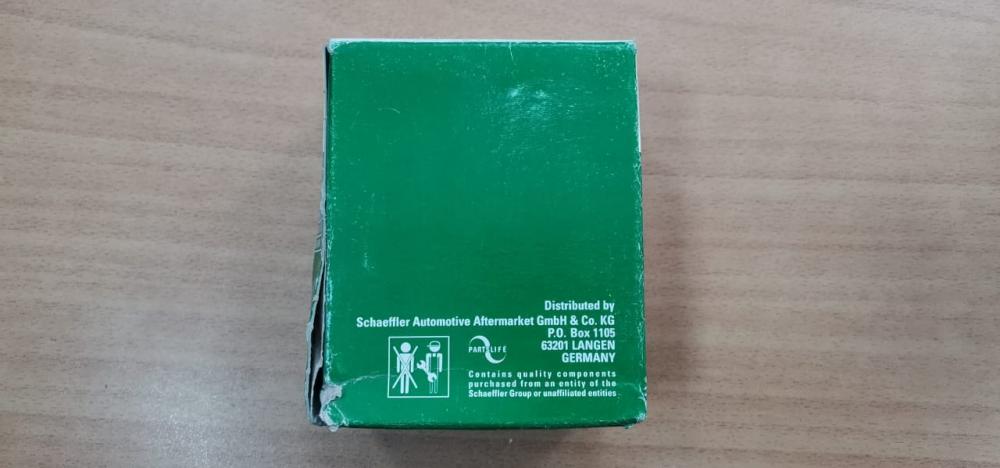 Distributed by
Schaeffler Automotive Aftermarket GmbH & Co. KG
P.O. Box 1105
63201 LANGEN
GERMANY
PART LIFE
Contains quality components
purchased from an entity of the
Schaeffler Group or unaffiliated entities